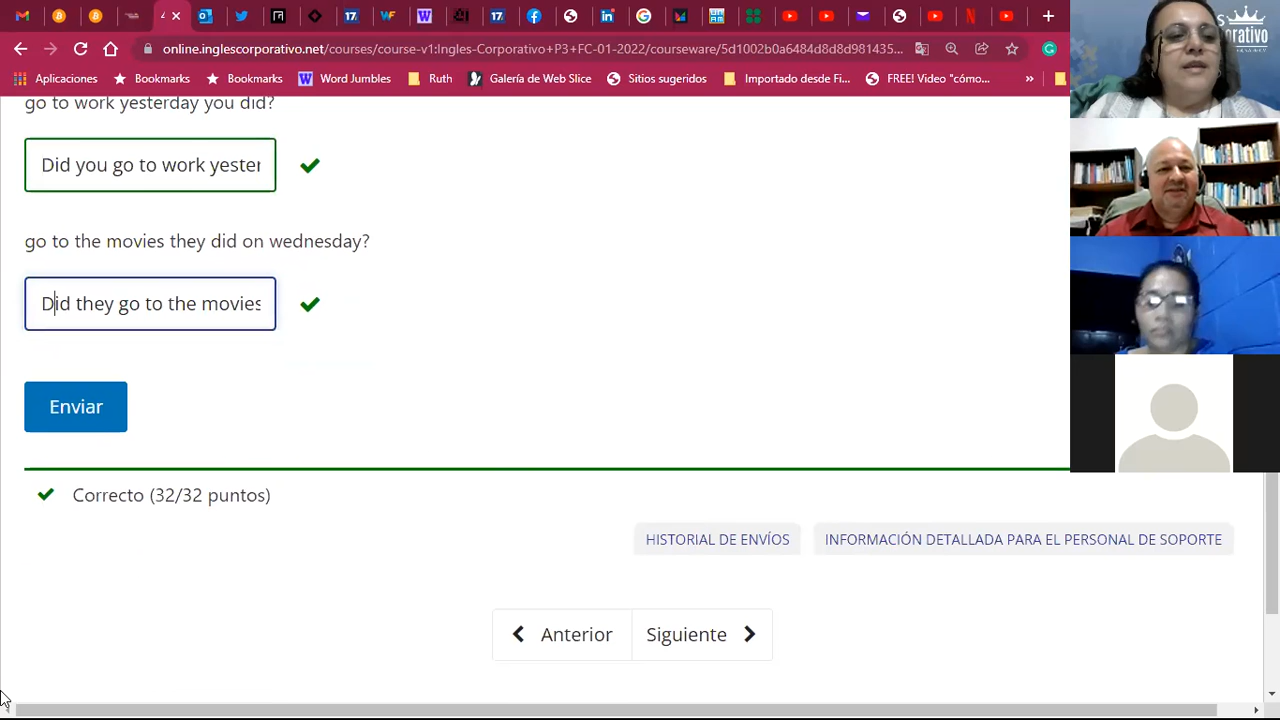 4
17.
17.
online.inglescorporativo.net/courses/course-v1:Ingles-Corporativo+P3+FC-01-2022/courseware/5d1002b0a6484d8d8d981435...
Aplicaciones
Bookmarks
Bookmarks
Word Jumbles
Ruth
Galería de Web Slice
Sitios sugeridos
Importado desde Fi...
FREE! Video "cómo...
»
go to work yesterday you did?
Did you go to work yester
go to the movies they did on wednesday?
Did they go to the movies
Enviar
Correcto (32/32 puntos)
HISTORIAL DE ENVÍOS
INFORMACIÓN DETALLADA PARA EL PERSONAL DE SOPORTE
Anterior
Siguiente